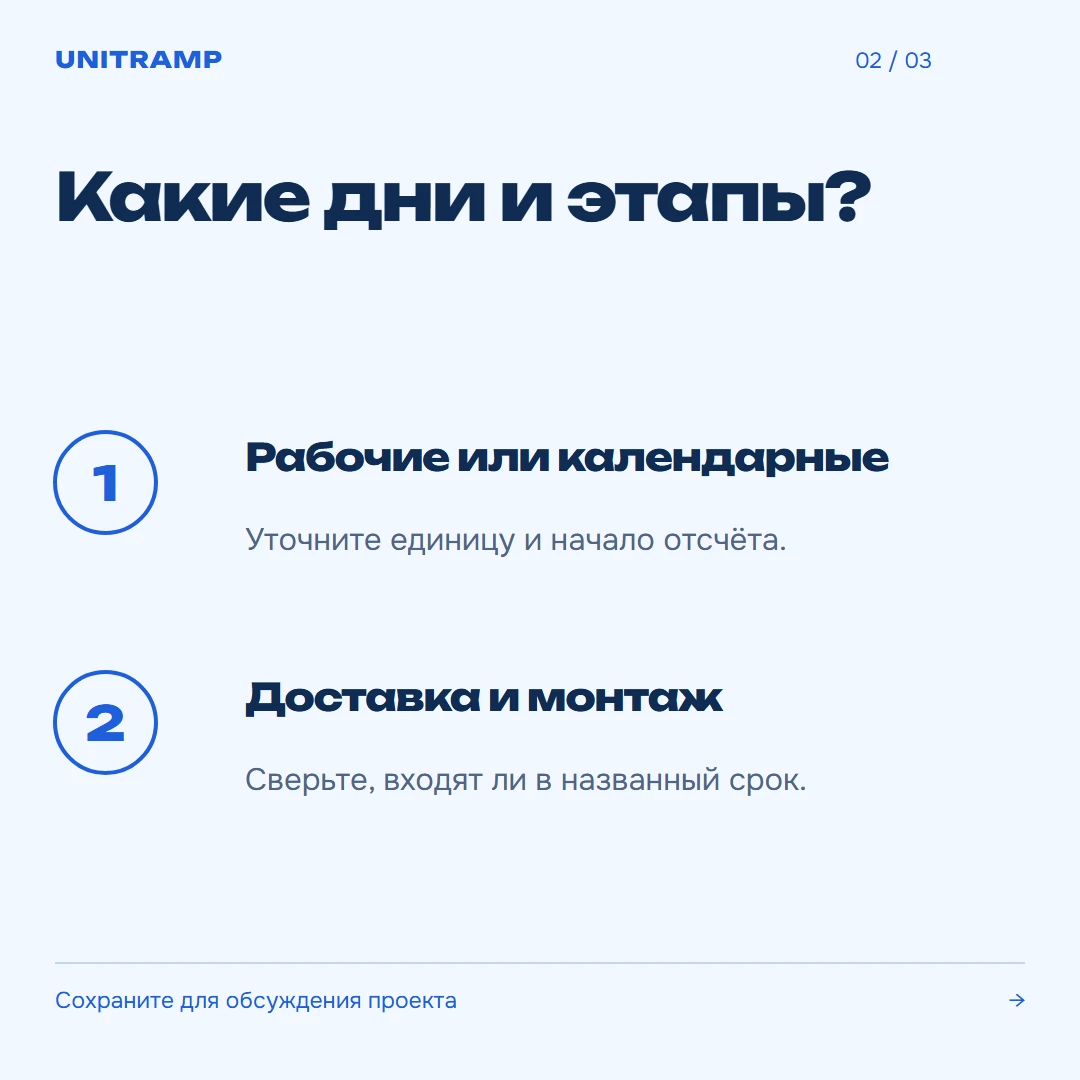 UNITRAMP
02 / 03
Какие дни и этапы?
1
Рабочие или календарные
Уточните единицу и начало отсчёта.
2
Доставка и монтаж
Сверьте, входят ли в названный срок.
Сохраните для обсуждения проекта →